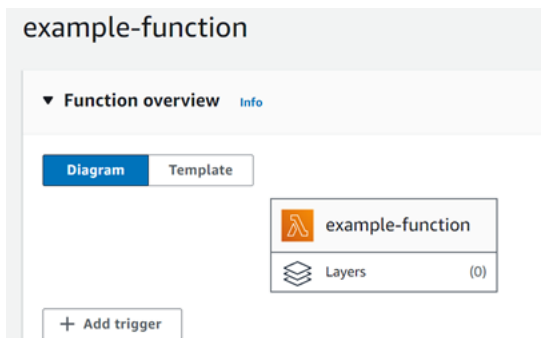 example-function
Function overview Info
Diagram Template
example-function
Layers (0)
+ Add trigger